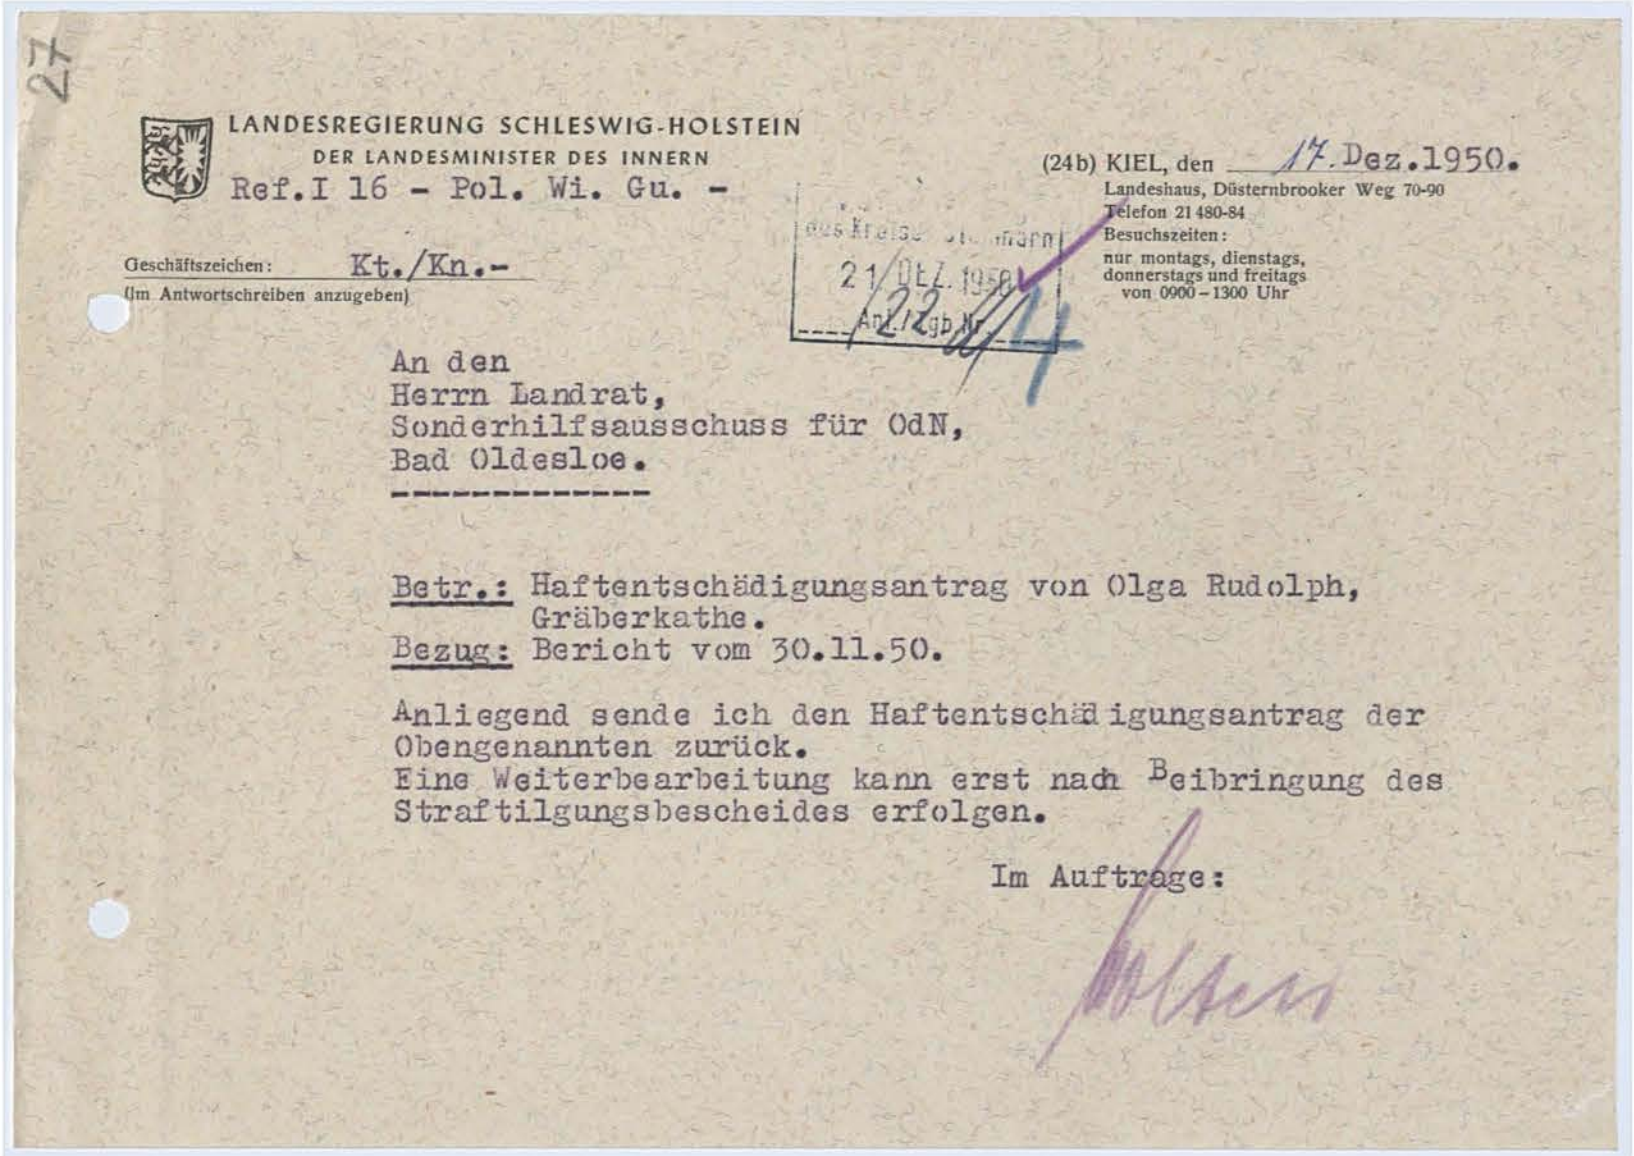 27
LANDESREGIERUNG SCHLESWIG-HOLSTEIN
DER LANDESMINISTER DES INNERN
Ref.I 16 - Pol. Wi. Gu. -
(24b) KIEL, den 17. Dez.1950.
Landeshaus, Düsternbrooker Weg 70-90
Telefon 21 480-84
Besuchszeiten:
nur montags, dienstags,
donnerstags und freitags
von 0900-1300 Uhr
Geschäftszeichen: Kt./Kn.-
(Im Antwortschreiben anzugeben)
des Kreises
21. DEZ. 1950
22
4
An den
Herrn Landrat,
Sonderhilfsausschuss für OdN,
Bad Oldesloe.
Betr.: Haftentschädigungsantrag von Olga Rudolph,
Gräberkathe.
Bezug: Bericht vom 30.11.50.
Anliegend sende ich den Haftentschädigungsantrag der
Obengenannten zurück.
Eine Weiterbearbeitung kann erst nach Beibringung des
Straftilgungsbescheides erfolgen.
Im Auftrage: